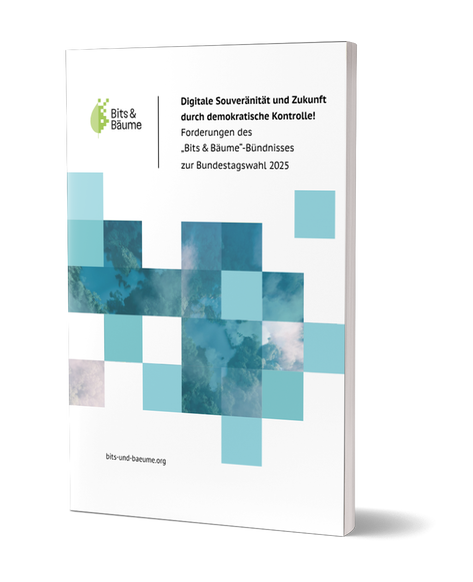 Bits &
Bäume
Digitale Souveränität und Zukunft
durch demokratische Kontrolle!
Forderungen des
„Bits & Bäume“-Bündnisses
zur Bundestagswahl 2025
bits-und-baeume.org